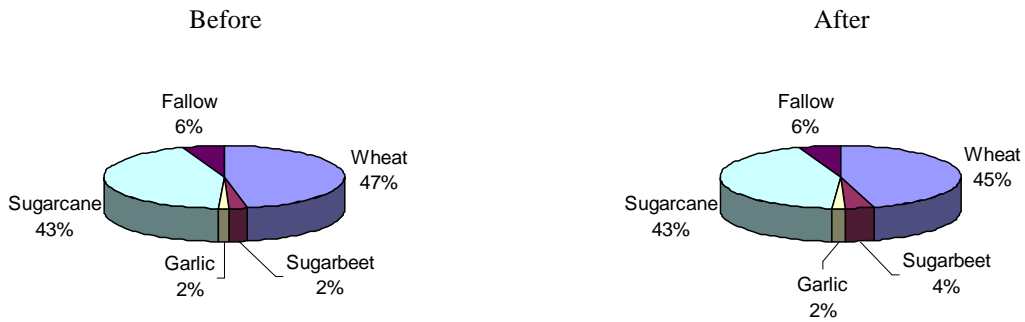 Before
Fallow
6%
Wheat
47%
Sugarcane
43%
Garlic
2%
Sugarbeet
2%
After
Fallow
6%
Wheat
45%
Sugarcane
43%
Garlic
2%
Sugarbeet
4%